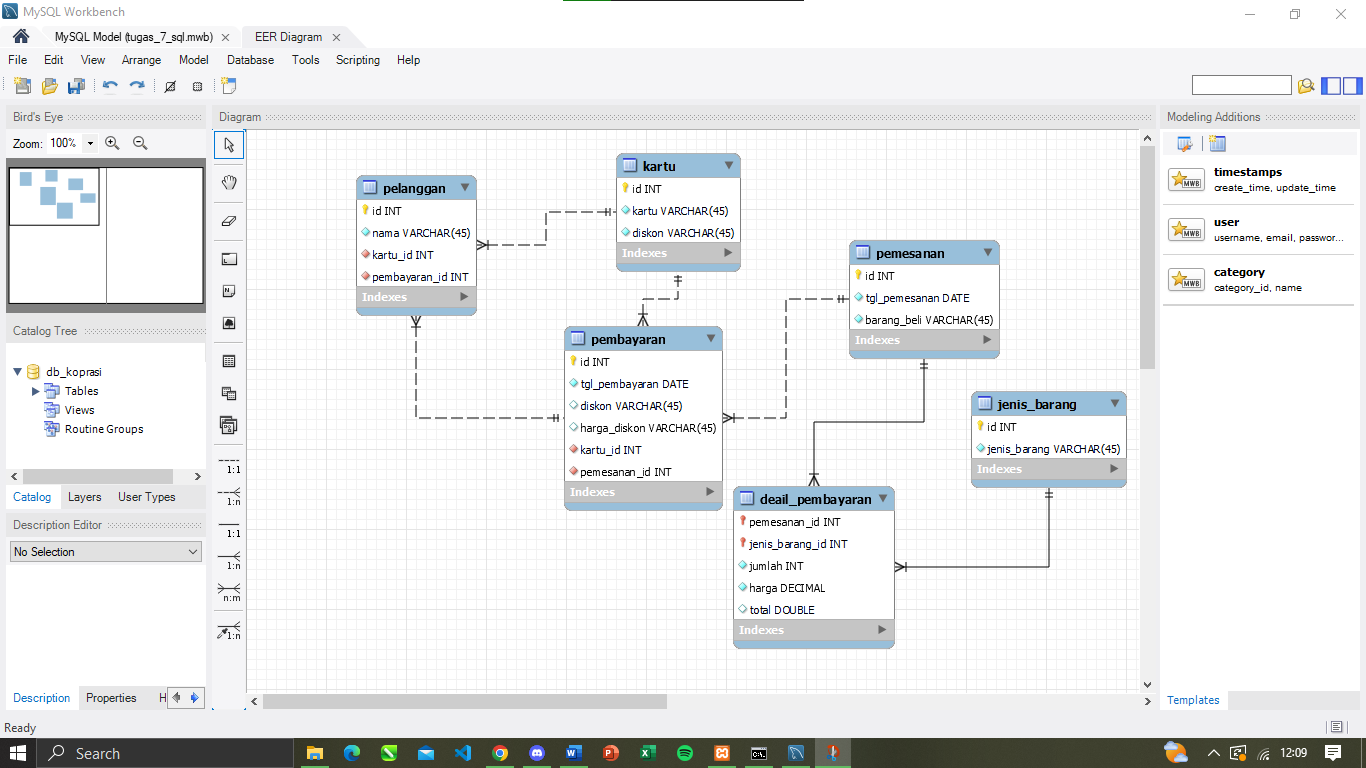 MySQL Workbench
MySQL Model (tugas_7_sql.mwb)
EER Diagram
File Edit View Arrange Model Database Tools Scripting Help
Bird's Eye
Zoom: 100%
Catalog Tree
db_koprasi
Tables
Views
Routine Groups
Catalog Layers User Types
Description Editor
No Selection
Description Properties H
Diagram
1:1
1:n
1:1
1:n
n:m
1:n
pelanggan
id INT
nama VARCHAR(45)
kartu_id INT
pembayaran_id INT
Indexes
kartu
id INT
kartu VARCHAR(45)
diskon VARCHAR(45)
Indexes
pembayaran
id INT
tgl_pembayaran DATE
diskon VARCHAR(45)
harga_diskon VARCHAR(45)
kartu_id INT
pemesanan_id INT
Indexes
pemesanan
id INT
tgl_pemesanan DATE
barang_beli VARCHAR(45)
Indexes
jenis_barang
id INT
jenis_barang VARCHAR(45)
Indexes
deail_pembayaran
pemesanan_id INT
jenis_barang_id INT
jumlah INT
harga DECIMAL
total DOUBLE
Indexes
Modeling Additions
MWB
timestamps
create_time, update_time
MWB
user
username, email, passwor...
MWB
category
category_id, name
Templates
Ready
Search
12:09